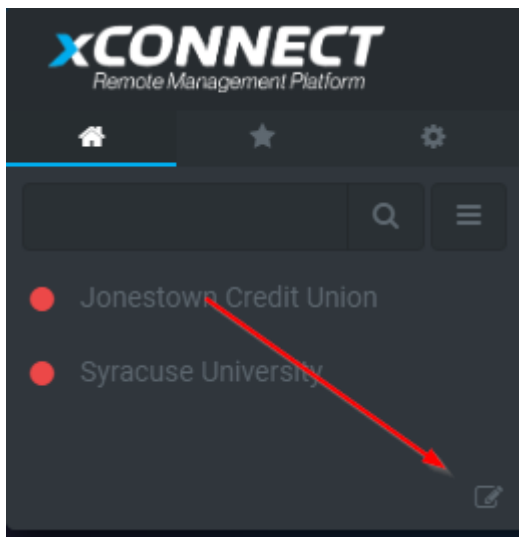 xCONNECT
Remote Management Platform
Jonestown Credit Union
Syracuse University